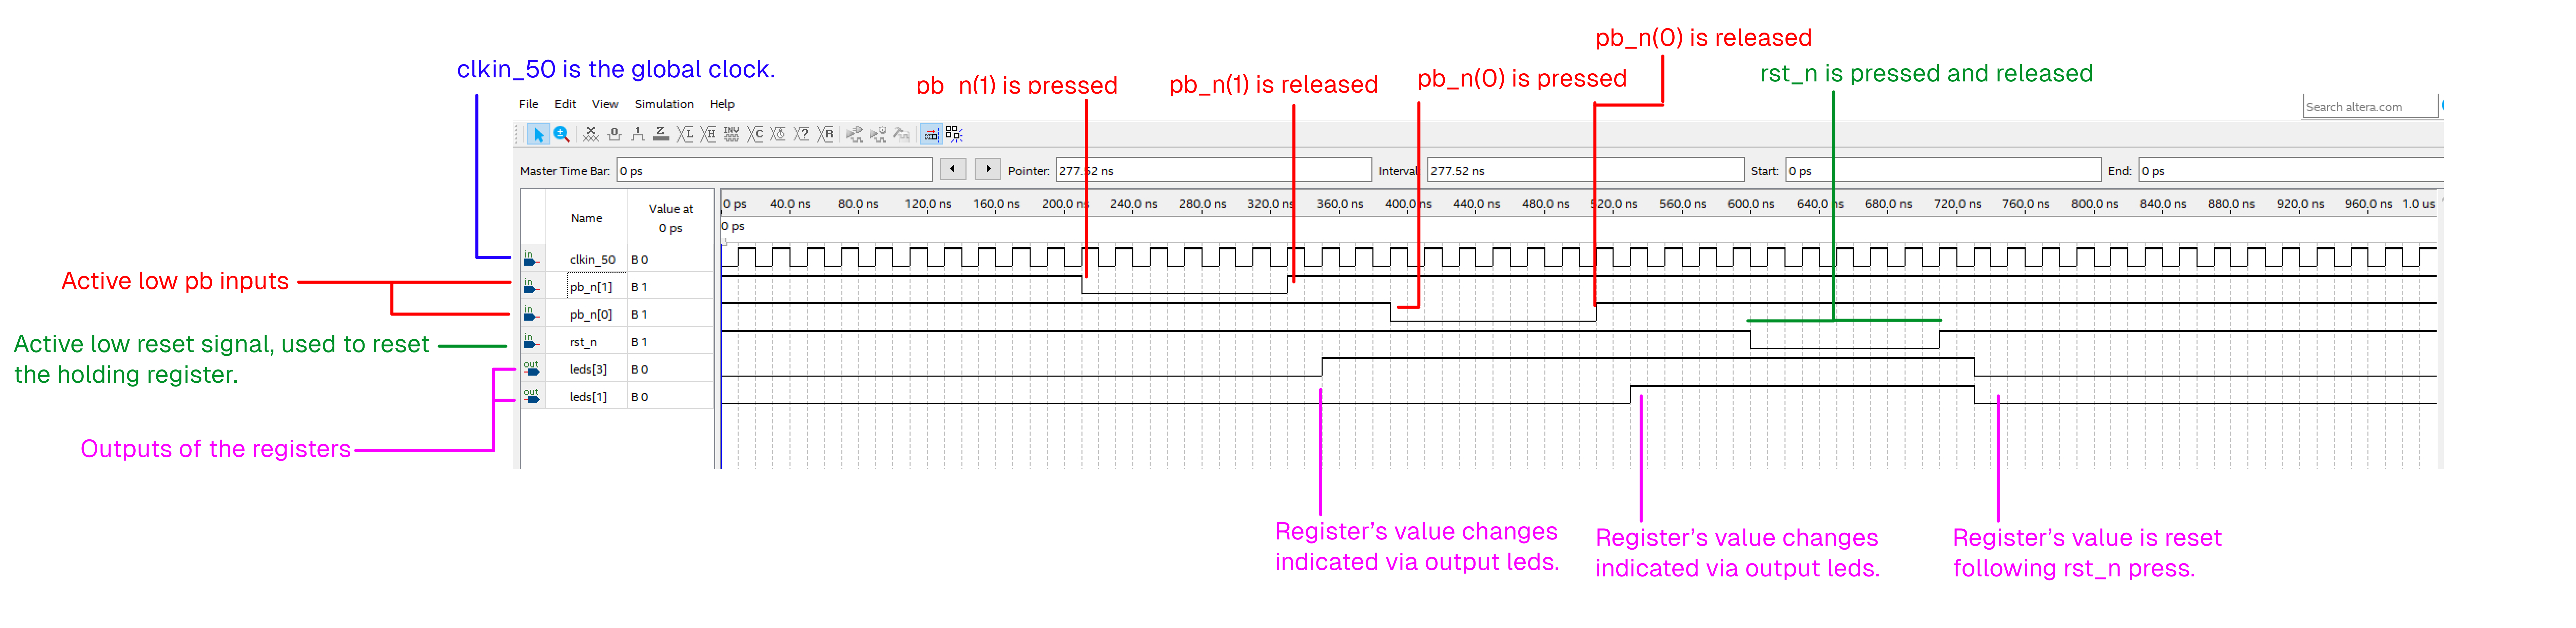 pb_n(0) is released
clkin_50 is the global clock.
pb_n(1) is pressed
pb_n(1) is released
pb_n(0) is pressed
rst_n is pressed and released
File Edit View Simulation Help
Search altera.com
Master Time Bar: 0 ps Pointer: 277.52 ns Interval 277.52 ns Start: 0 ps End: 0 ps
Name
Value at
0 ps
0 ps 40.0 ns 80.0 ns 120.0 ns 160.0 ns 200.0 ns 240.0 ns 280.0 ns 320.0 ns 360.0 ns 400.0 ns 440.0 ns 480.0 ns 520.0 ns 560.0 ns 600.0 ns 640.0 ns 680.0 ns 720.0 ns 760.0 ns 800.0 ns 840.0 ns 880.0 ns 920.0 ns 960.0 ns 1.0 us
0 ps
in clkin_50 B 0
in pb_n[1] B 1
in pb_n[0] B 1
in rst_n B 1
out leds[3] B 0
out leds[1] B 0
Active low pb inputs
Active low reset signal, used to reset
the holding register.
Outputs of the registers
Register's value changes
indicated via output leds.
Register's value changes
indicated via output leds.
Register's value is reset
following rst_n press.